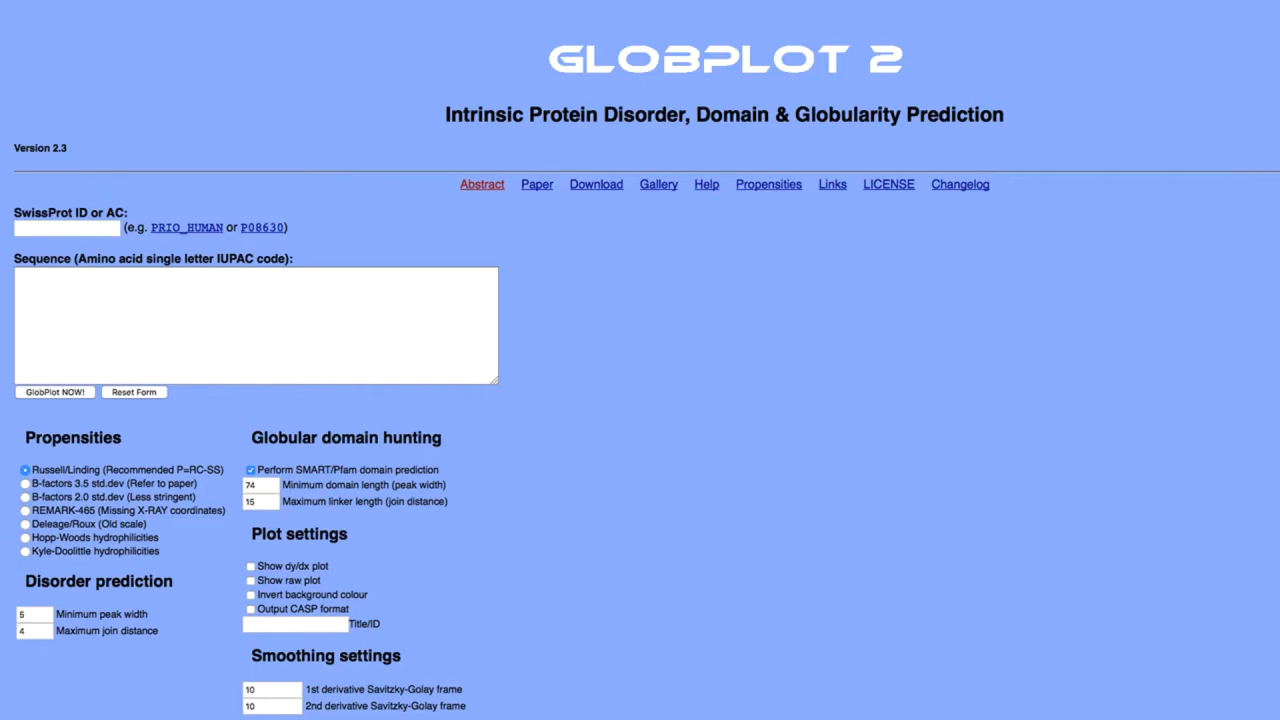 GLOBPLOT 2
Intrinsic Protein Disorder, Domain & Globularity Prediction
Version 2.3
Abstract Paper Download Gallery Help Propensities Links LICENSE Changelog
SwissProt ID or AC:
(e.g. PRIO_HUMAN or P08630)
Sequence (Amino acid single letter IUPAC code):
GlobPlot NOW! Reset Form
Propensities
Russell/Linding (Recommended P=RC-SS)
B-factors 3.5 std.dev (Refer to paper)
B-factors 2.0 std.dev (Less stringent)
REMARK-465 (Missing X-RAY coordinates)
Deleage/Roux (Old scale)
Hopp-Woods hydrophilicities
Kyle-Doolittle hydrophilicities
Disorder prediction
5 Minimum peak width
4 Maximum join distance
Globular domain hunting
Perform SMART/Pfam domain prediction
74 Minimum domain length (peak width)
15 Maximum linker length (join distance)
Plot settings
Show dy/dx plot
Show raw plot
Invert background colour
Output CASP format
Title/ID
Smoothing settings
10 1st derivative Savitzky-Golay frame
10 2nd derivative Savitzky-Golay frame